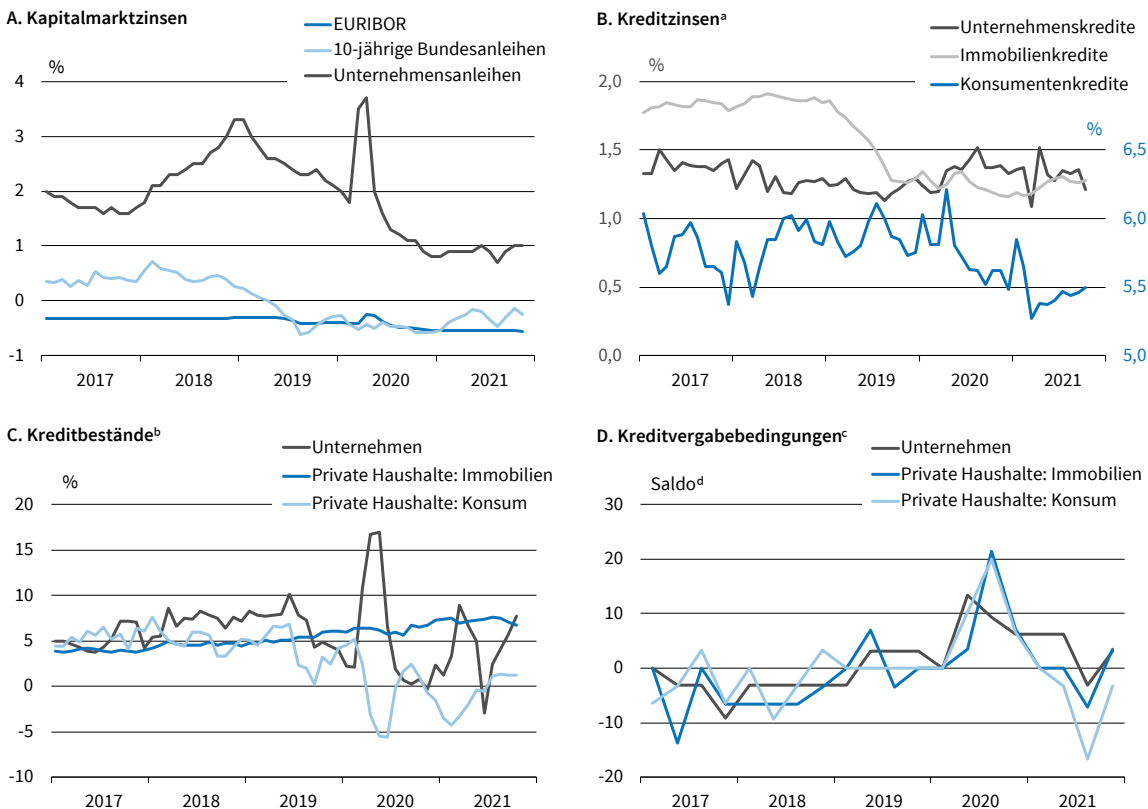 A. Kapitalmarktzinsen
EURIBOR
10-jährige Bundesanleihen
Unternehmensanleihen
%
4
3
2
1
0
-1
2017 2018 2019 2020 2021
B. Kreditzinsenᵃ
Unternehmenskredite
Immobilienkredite
Konsumentenkredite
%
%
2,0
1,5 6,5
1,0 6,0
0,5 5,5
0,0 5,0
2017 2018 2019 2020 2021
C. Kreditbeständeᵇ
Unternehmen
Private Haushalte: Immobilien
Private Haushalte: Konsum
%
20
15
10
5
0
-5
-10
2017 2018 2019 2020 2021
D. Kreditvergabebedingungenᶜ
Unternehmen
Private Haushalte: Immobilien
Private Haushalte: Konsum
Saldoᵈ
30
20
10
0
-10
-20
2017 2018 2019 2020 2021